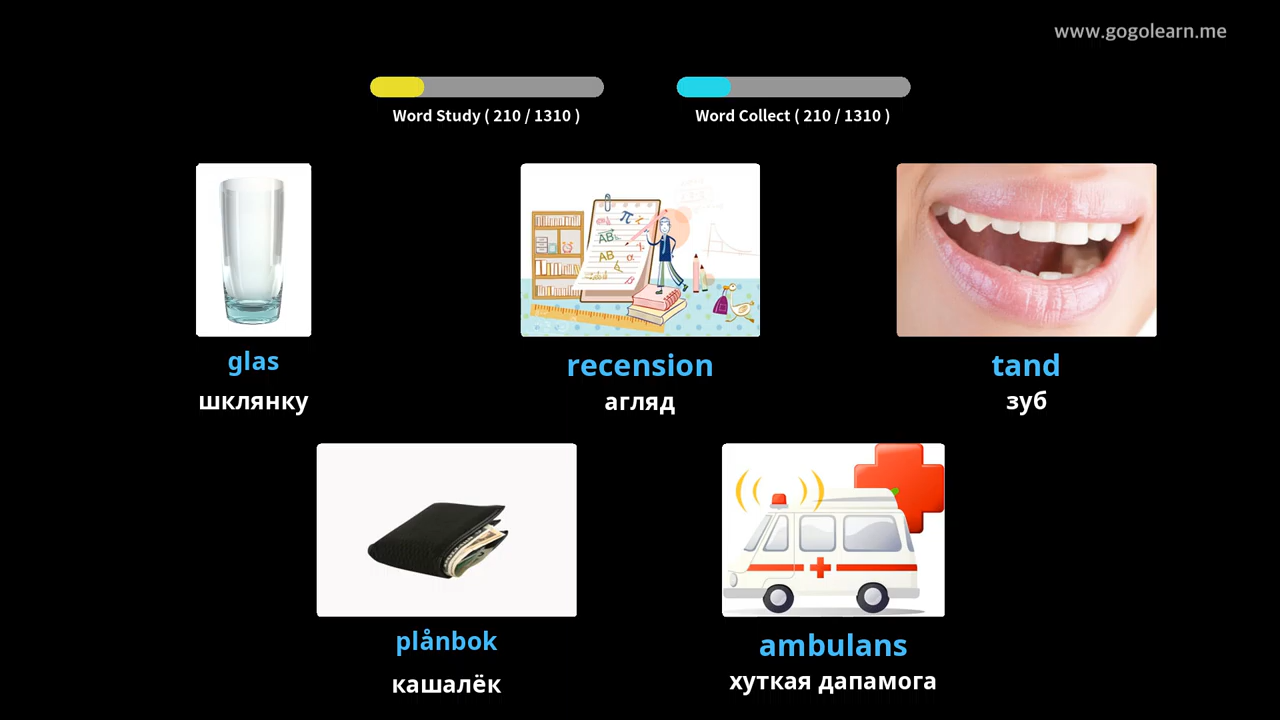 www.gogolearn.me
Word Study ( 210 / 1310 )
Word Collect ( 210 / 1310 )
glas
recension
tand
шклянку
агляд
зуб
plånbok
ambulans
кашалёк
хуткая дапамога